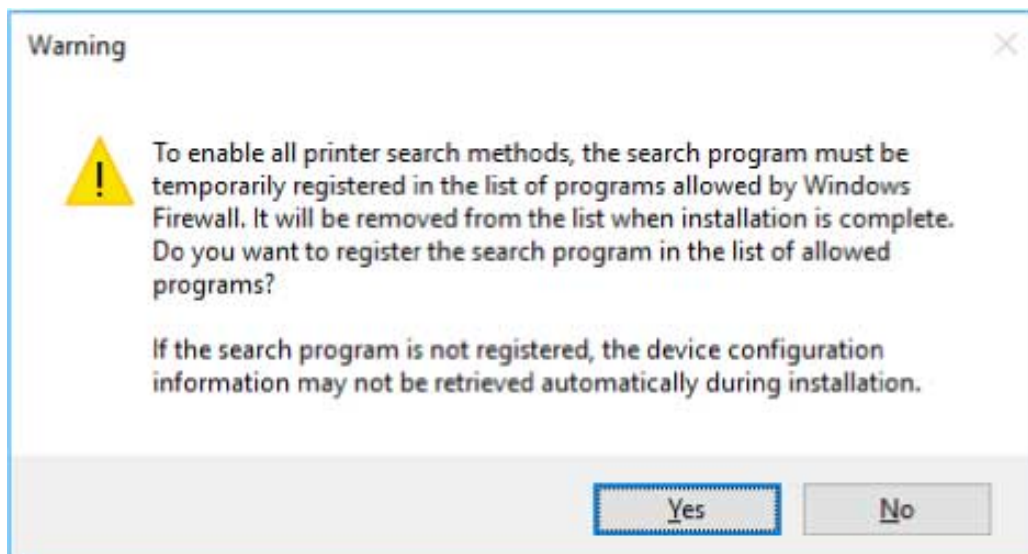 Warning
To enable all printer search methods, the search program must be
temporarily registered in the list of programs allowed by Windows
Firewall. It will be removed from the list when installation is complete.
Do you want to register the search program in the list of allowed
programs?
If the search program is not registered, the device configuration
information may not be retrieved automatically during installation.
Yes
No